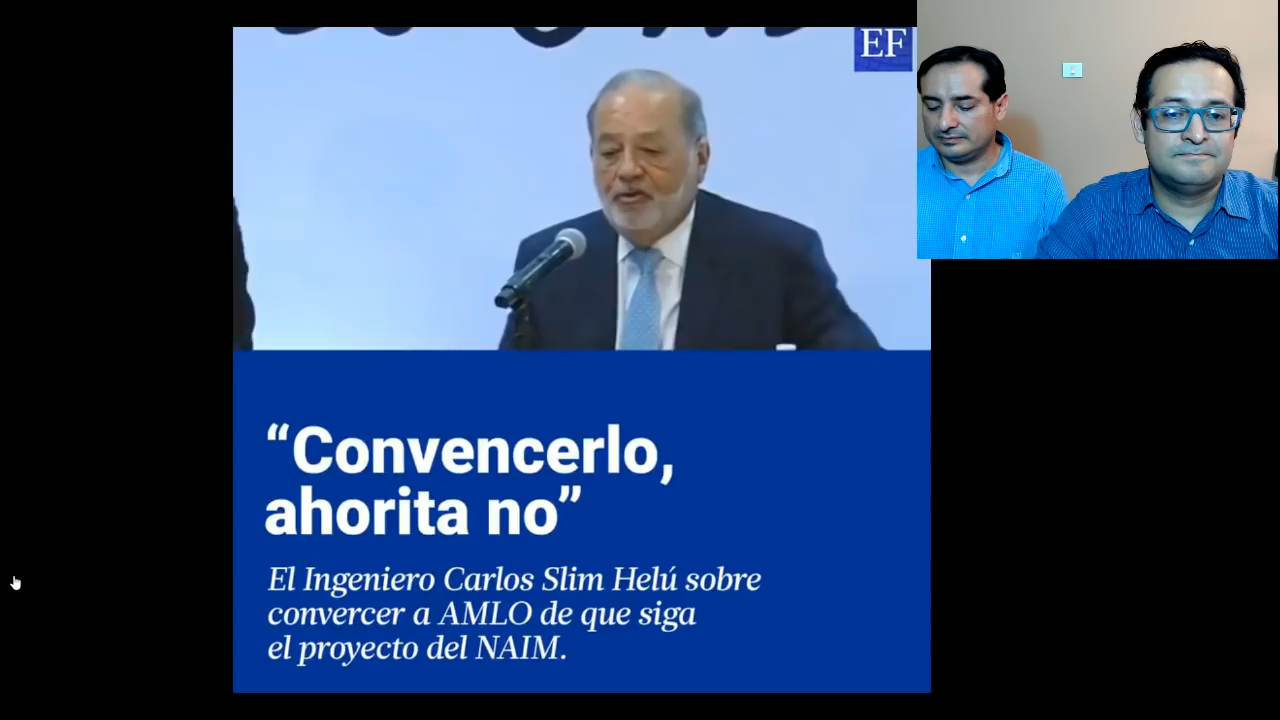 EF
“Convencerlo,
ahorita no”
El Ingeniero Carlos Slim Helú sobre
convercer a AMLO de que siga
el proyecto del NAIM.